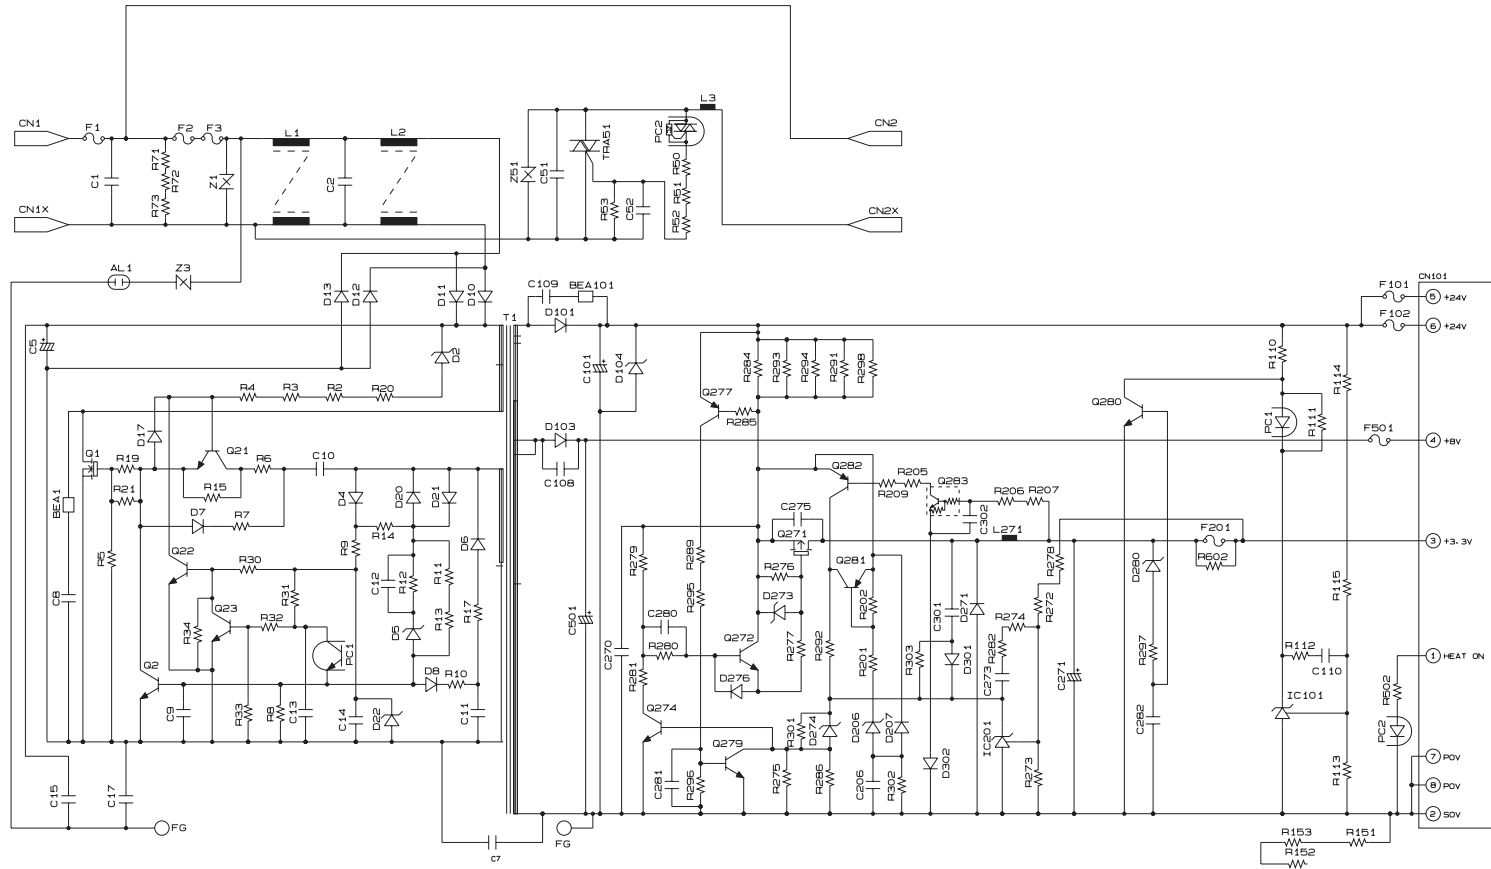 CN1
F1
F2
F3
L1
L2
L3
CN2
C1
R71
R72
R73
Z1
C2
Z51
C51
TRA51
PC2
R50
R51
R52
R53
C52
CN1X
CN2X
AL1
Z3
D13
D12
D11
D10
C109
BEA101
D101
T1
C5
D2
C101
D104
R284
R293
R294
R291
R298
R110
R114
F101
F102
CN101
5 +24V
6 +24V
R4
R3
R2
R20
Q277
R285
Q280
PC1
R111
D17
Q1
R19
R21
Q21
R6
C10
R15
D103
C108
F501
4 +8V
BEA1
D7
R7
D4
D20
D21
R14
Q282
R209
R205
Q283
R206
R207
C302
C275
Q271
L271
F201
R602
3 +3.3V
R5
Q22
R30
R9
C12
R12
R11
D6
R279
R289
R276
Q281
R278
D280
R115
C8
R34
Q23
R31
R32
PC1
D5
R13
R17
C501
C270
C280
R280
R295
D273
Q272
R277
R292
R202
C301
D271
R274
R272
Q2
D8
R10
R281
D276
R201
R303
D301
R282
C273
C271
R297
R112
C110
1 HEAT ON
C9
R33
R8
C13
C14
D22
C11
Q274
Q279
R301
D274
D206
D207
IC201
C282
IC101
R502
PC2
C15
C17
C281
R296
R275
R286
C206
R302
D302
R273
R113
7 POV
8 POV
2 SOV
FG
C7
FG
R153
R151
R152